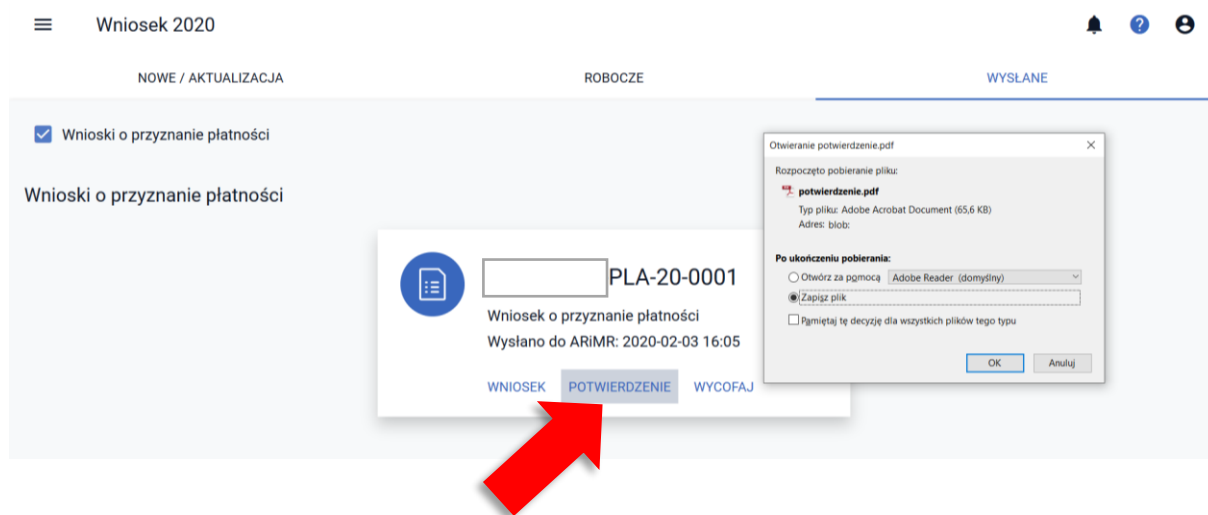 Wniosek 2020
?
NOWE / AKTUALIZACJA
ROBOCZE
WYSŁANE
Wnioski o przyznanie płatności
Wnioski o przyznanie płatności
PLA-20-0001
Wniosek o przyznanie płatności
Wysłano do ARiMR: 2020-02-03 16:05
WNIOSEK
POTWIERDZENIE
WYCOFAJ
Otwieranie potwierdzenie.pdf
Rozpoczęto pobieranie pliku:
potwierdzenie.pdf
Typ pliku: Adobe Acrobat Document (65,6 KB)
Adres: blob:
Po ukończeniu pobierania:
Otwórz za pomocą
Adobe Reader (domyślny)
Zapisz plik
Pamiętaj tę decyzję dla wszystkich plików tego typu
OK
Anuluj